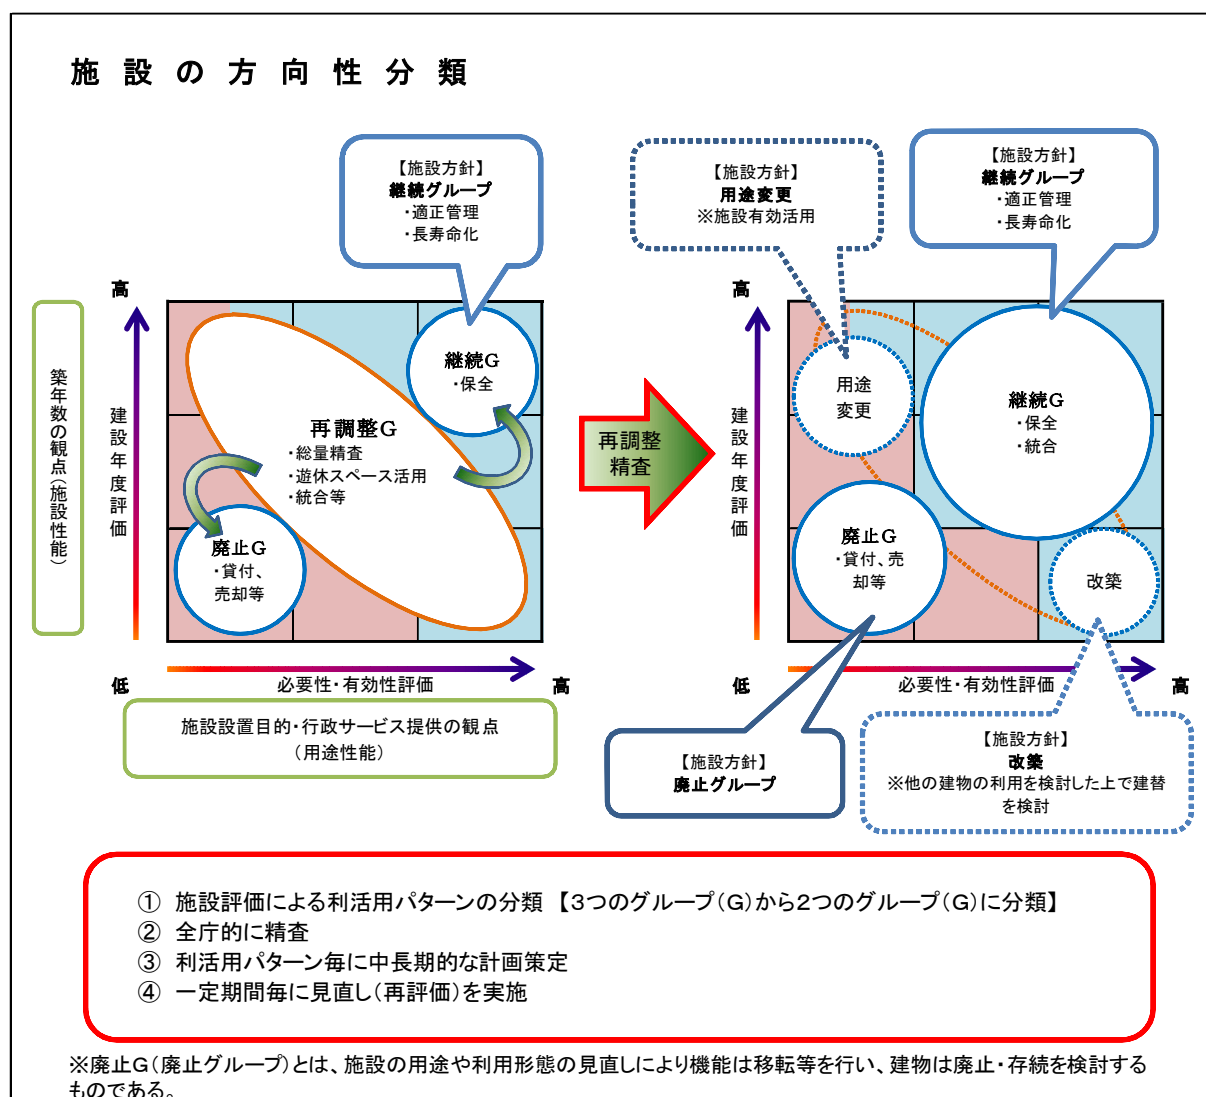 施設の方向性分類
【施設方針】
継続グループ
・適正管理
・長寿命化
【施設方針】
用途変更
※施設有効活用
【施設方針】
継続グループ
・適正管理
・長寿命化
築年数の観点（施設性能）
高
建設年度評価
継続G
・保全
再調整G
・総量精査
・遊休スペース活用
・統合等
廃止G
・貸付、
売却等
低
必要性・有効性評価
高
施設設置目的・行政サービス提供の観点
（用途性能）
再調整
精査
高
建設年度評価
用途
変更
継続G
・保全
・統合
廃止G
・貸付、売
却等
改築
低
必要性・有効性評価
高
【施設方針】
廃止グループ
【施設方針】
改築
※他の建物の利用を検討した上で建替
を検討
① 施設評価による利活用パターンの分類 【３つのグループ（Ｇ）から２つのグループ（Ｇ）に分類】
② 全庁的に精査
③ 利活用パターン毎に中長期的な計画策定
④ 一定期間毎に見直し（再評価）を実施
※廃止Ｇ（廃止グループ）とは、施設の用途や利用形態の見直しにより機能は移転等を行い、建物は廃止・存続を検討する
ものである。